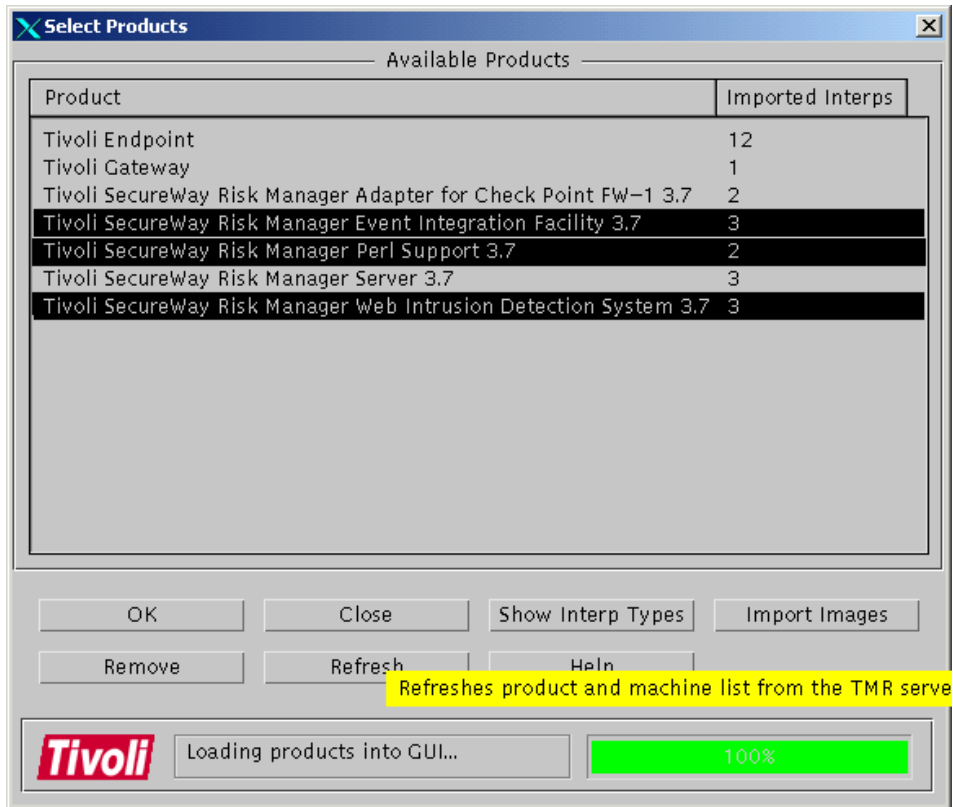 Select Products
Available Products
Product Imported Interps
Tivoli Endpoint 12
Tivoli Gateway 1
Tivoli SecureWay Risk Manager Adapter for Check Point FW-1 3.7 2
Tivoli SecureWay Risk Manager Event Integration Facility 3.7 3
Tivoli SecureWay Risk Manager Perl Support 3.7 2
Tivoli SecureWay Risk Manager Server 3.7 3
Tivoli SecureWay Risk Manager Web Intrusion Detection System 3.7 3
OK Close Show Interp Types Import Images
Remove Refresh Help
Refreshes product and machine list from the TMR serve
Tivoli Loading products into GUI... 100%